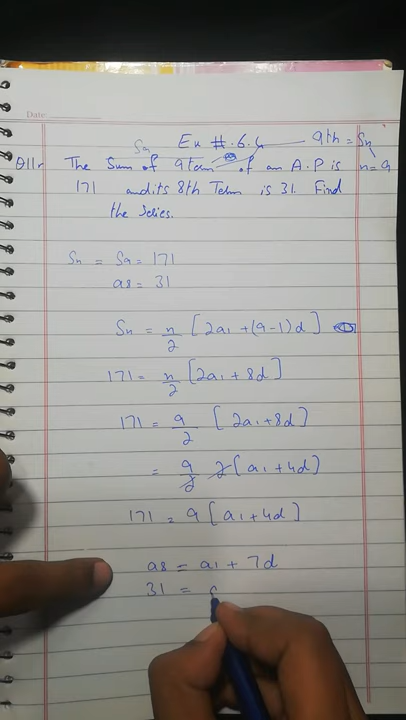 Date:
Ex #.6.4 9th = Sn
S9
Q11: The Sum of 9 term of an A.P is n=9
171 and its 8th Term is 31. Find
the Series.
Sn = S9 = 171
a8 = 31
Sn = n/2 [2a1 + (9-1)d]
171 = n/2 [2a1 + 8d]
171 = 9/2 [2a1 + 8d]
= 9/2 2(a1 + 4d)
171 = 9[a1 + 4d]
a8 = a1 + 7d
31 =